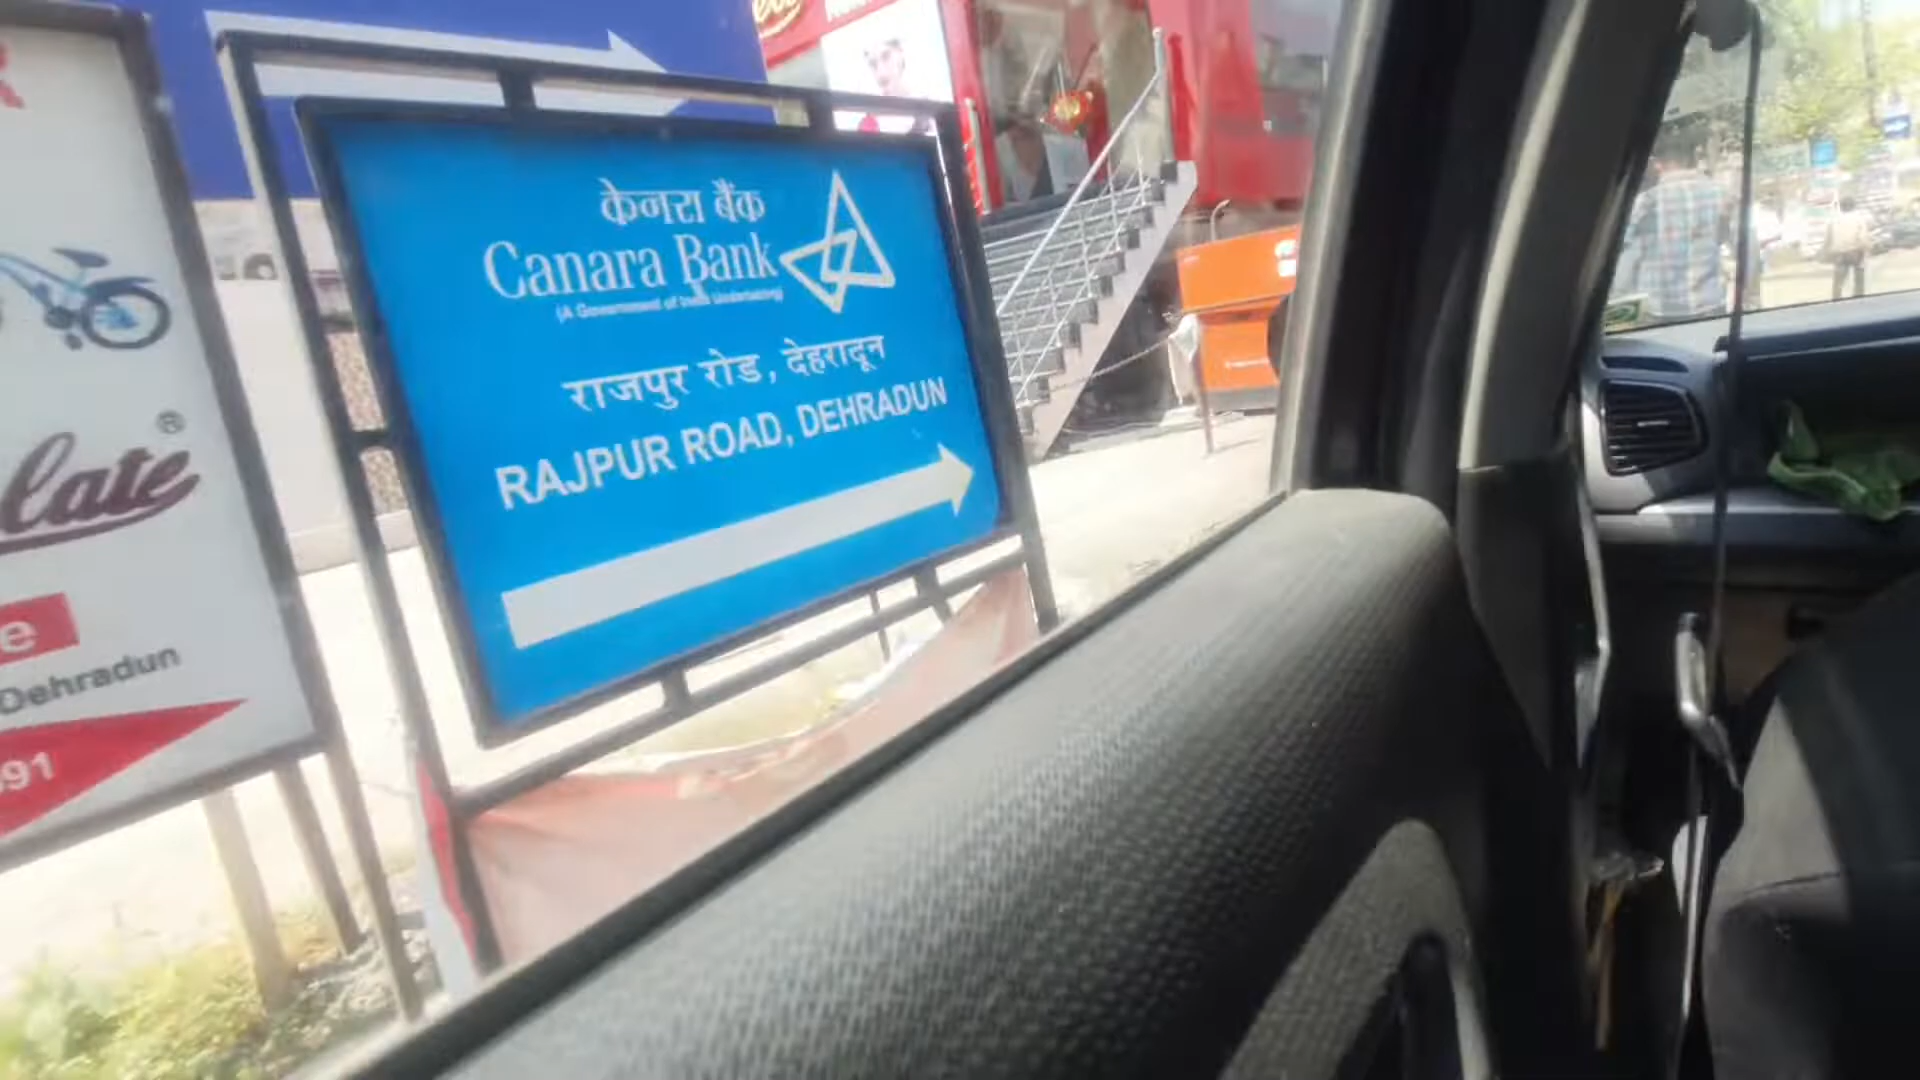 केनरा बैंक
Canara Bank
(A Government of India Undertaking)
राजपुर रोड, देहरादून
RAJPUR ROAD, DEHRADUN
®
late
e
Dehradun
91